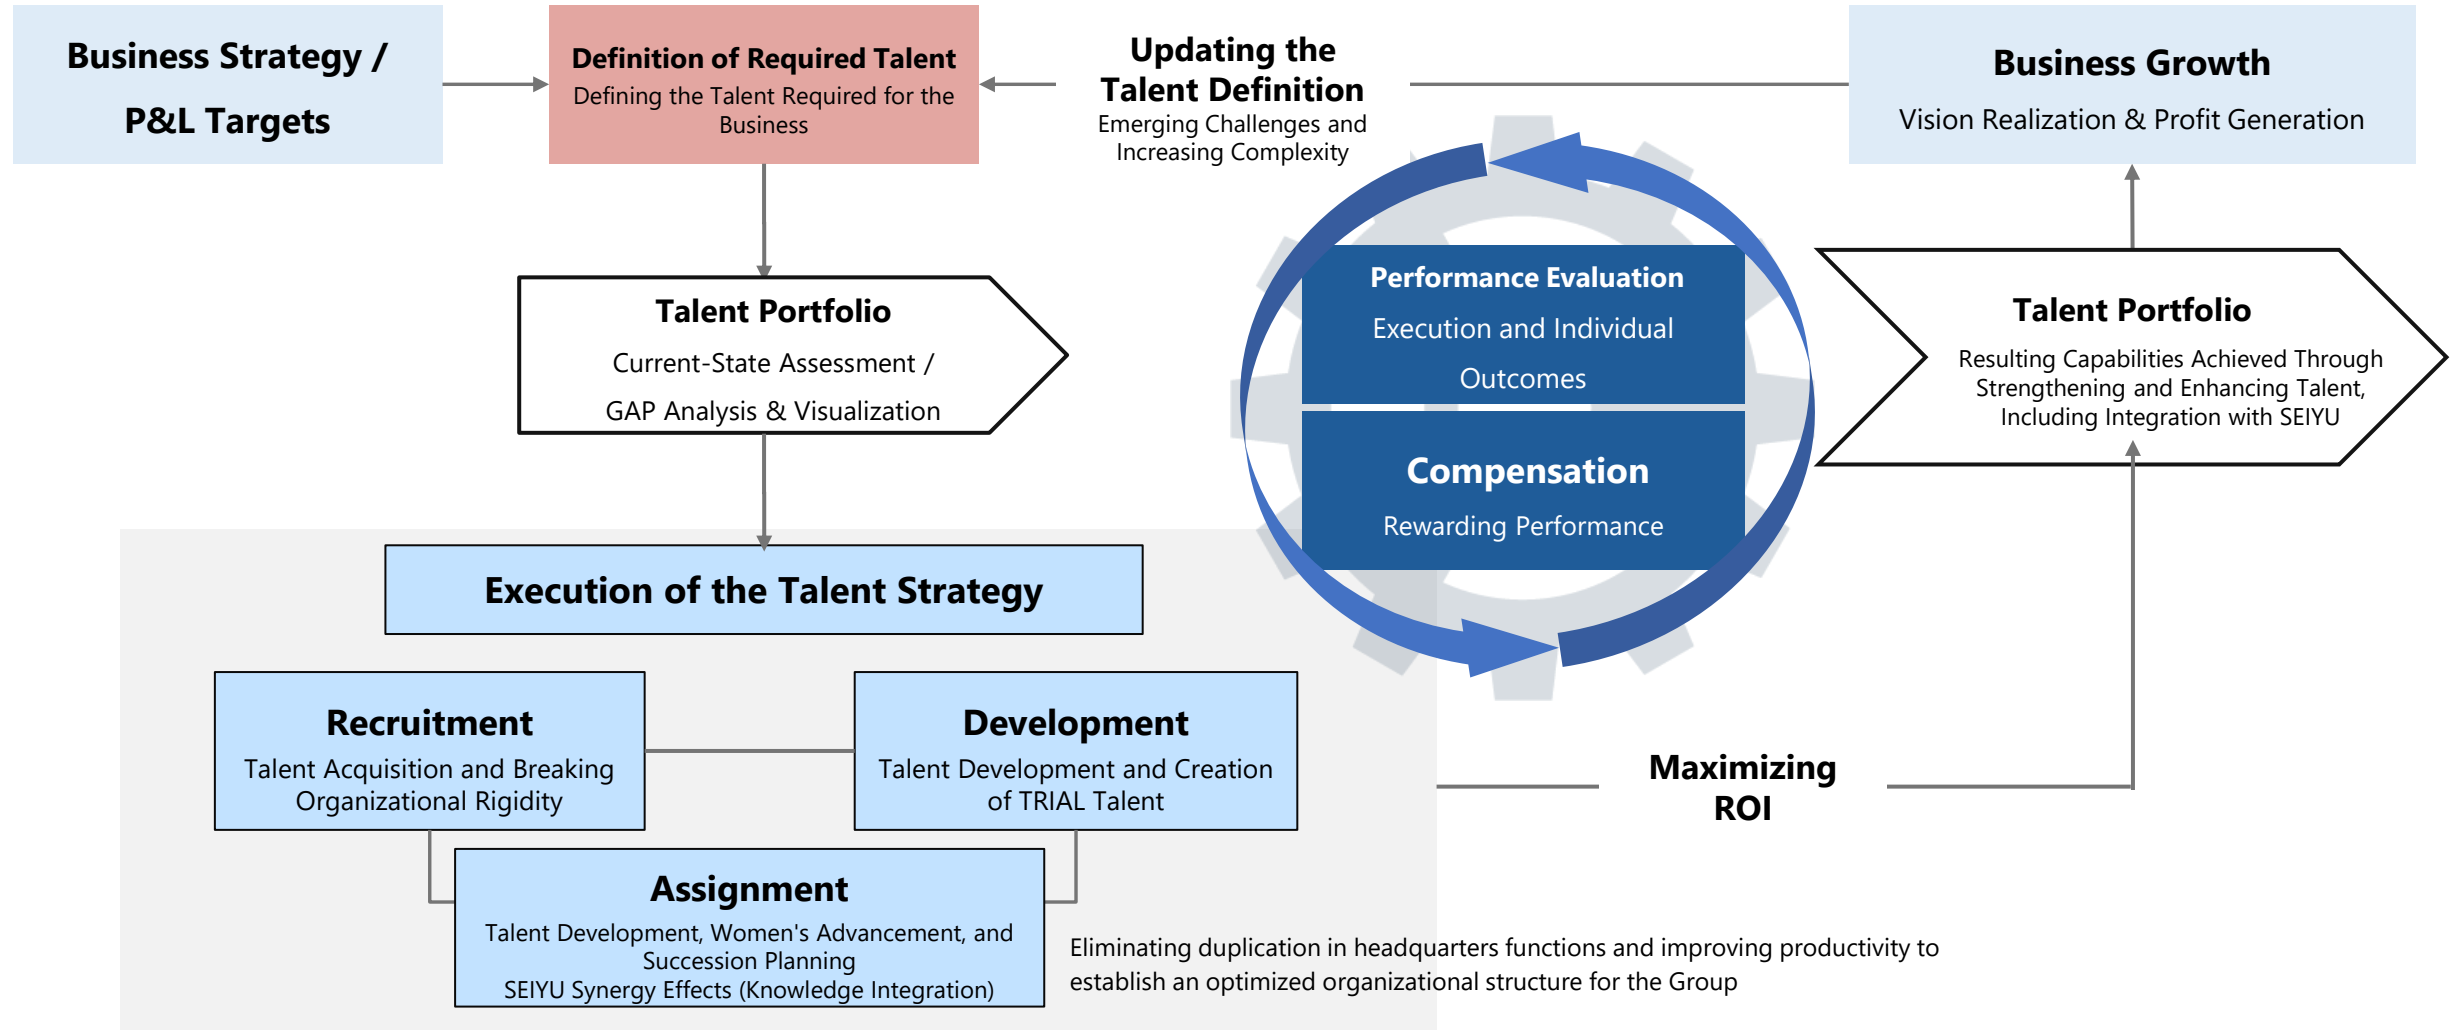 Business Strategy /
P&L Targets
Definition of Required Talent
Defining the Talent Required for the
Business
Updating the
Talent Definition
Emerging Challenges and
Increasing Complexity
Business Growth
Vision Realization & Profit Generation
Talent Portfolio
Current-State Assessment /
GAP Analysis & Visualization
Performance Evaluation
Execution and Individual
Outcomes
Compensation
Rewarding Performance
Talent Portfolio
Resulting Capabilities Achieved Through
Strengthening and Enhancing Talent,
Including Integration with SEIYU
Execution of the Talent Strategy
Recruitment
Talent Acquisition and Breaking
Organizational Rigidity
Development
Talent Development and Creation
of TRIAL Talent
Maximizing
ROI
Assignment
Talent Development, Women's Advancement, and
Succession Planning
SEIYU Synergy Effects (Knowledge Integration)
Eliminating duplication in headquarters functions and improving productivity to
establish an optimized organizational structure for the Group